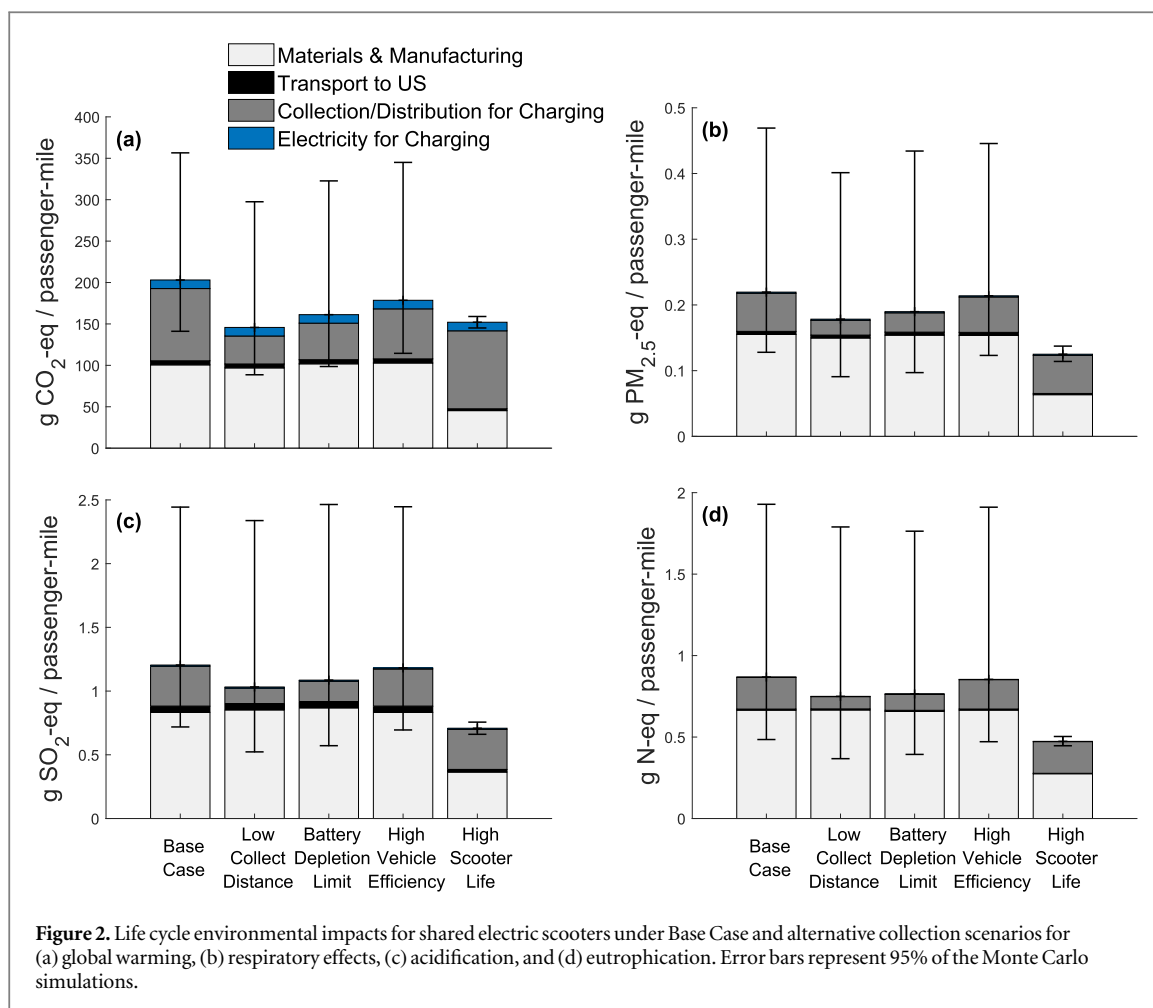 Materials & Manufacturing
Transport to US
Collection/Distribution for Charging
Electricity for Charging
(a)
g CO2-eq / passenger-mile
400
350
300
250
200
150
100
50
0
(b)
g PM2.5-eq / passenger-mile
0.5
0.4
0.3
0.2
0.1
0
(c)
g SO2-eq / passenger-mile
2.5
2
1.5
1
0.5
0
Base
Case
Low
Collect
Distance
Battery
Depletion
Limit
High
Vehicle
Efficiency
High
Scooter
Life
(d)
g N-eq / passenger-mile
2
1.5
1
0.5
0
Base
Case
Low
Collect
Distance
Battery
Depletion
Limit
High
Vehicle
Efficiency
High
Scooter
Life
Figure 2. Life cycle environmental impacts for shared electric scooters under Base Case and alternative collection scenarios for
(a) global warming, (b) respiratory effects, (c) acidification, and (d) eutrophication. Error bars represent 95% of the Monte Carlo
simulations.